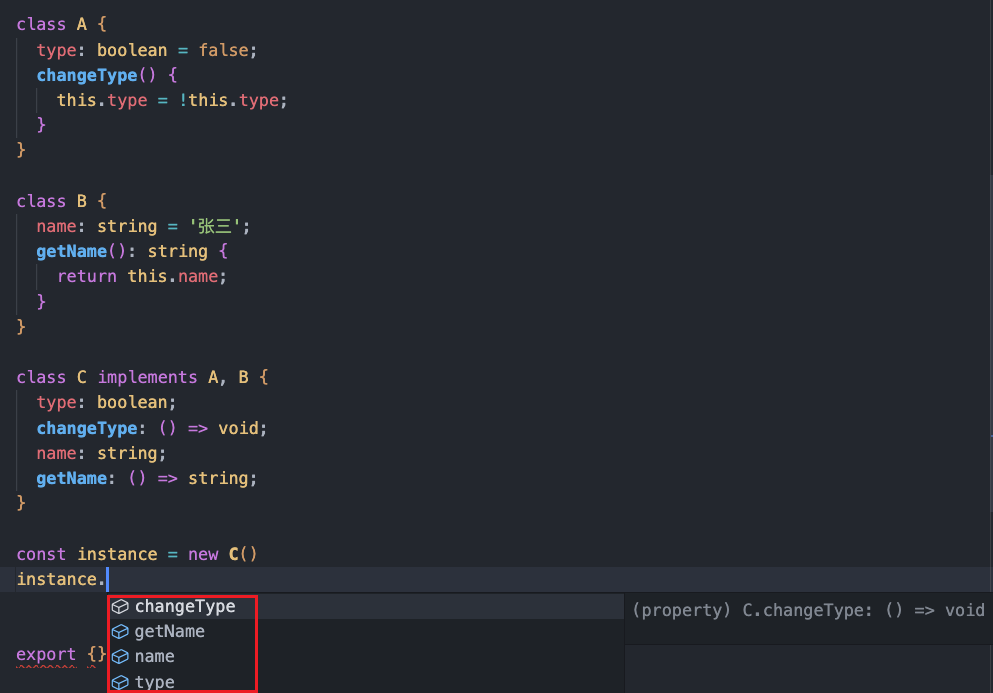 class A {
type: boolean = false;
changeType() {
this.type = !this.type;
}
}
class B {
name: string = '张三';
getName(): string {
return this.name;
}
}
class C implements A, B {
type: boolean;
changeType: () => void;
name: string;
getName: () => string;
}
const instance = new C()
instance.
changeType
(property) C.changeType: () => void
getName
export {}
name
type